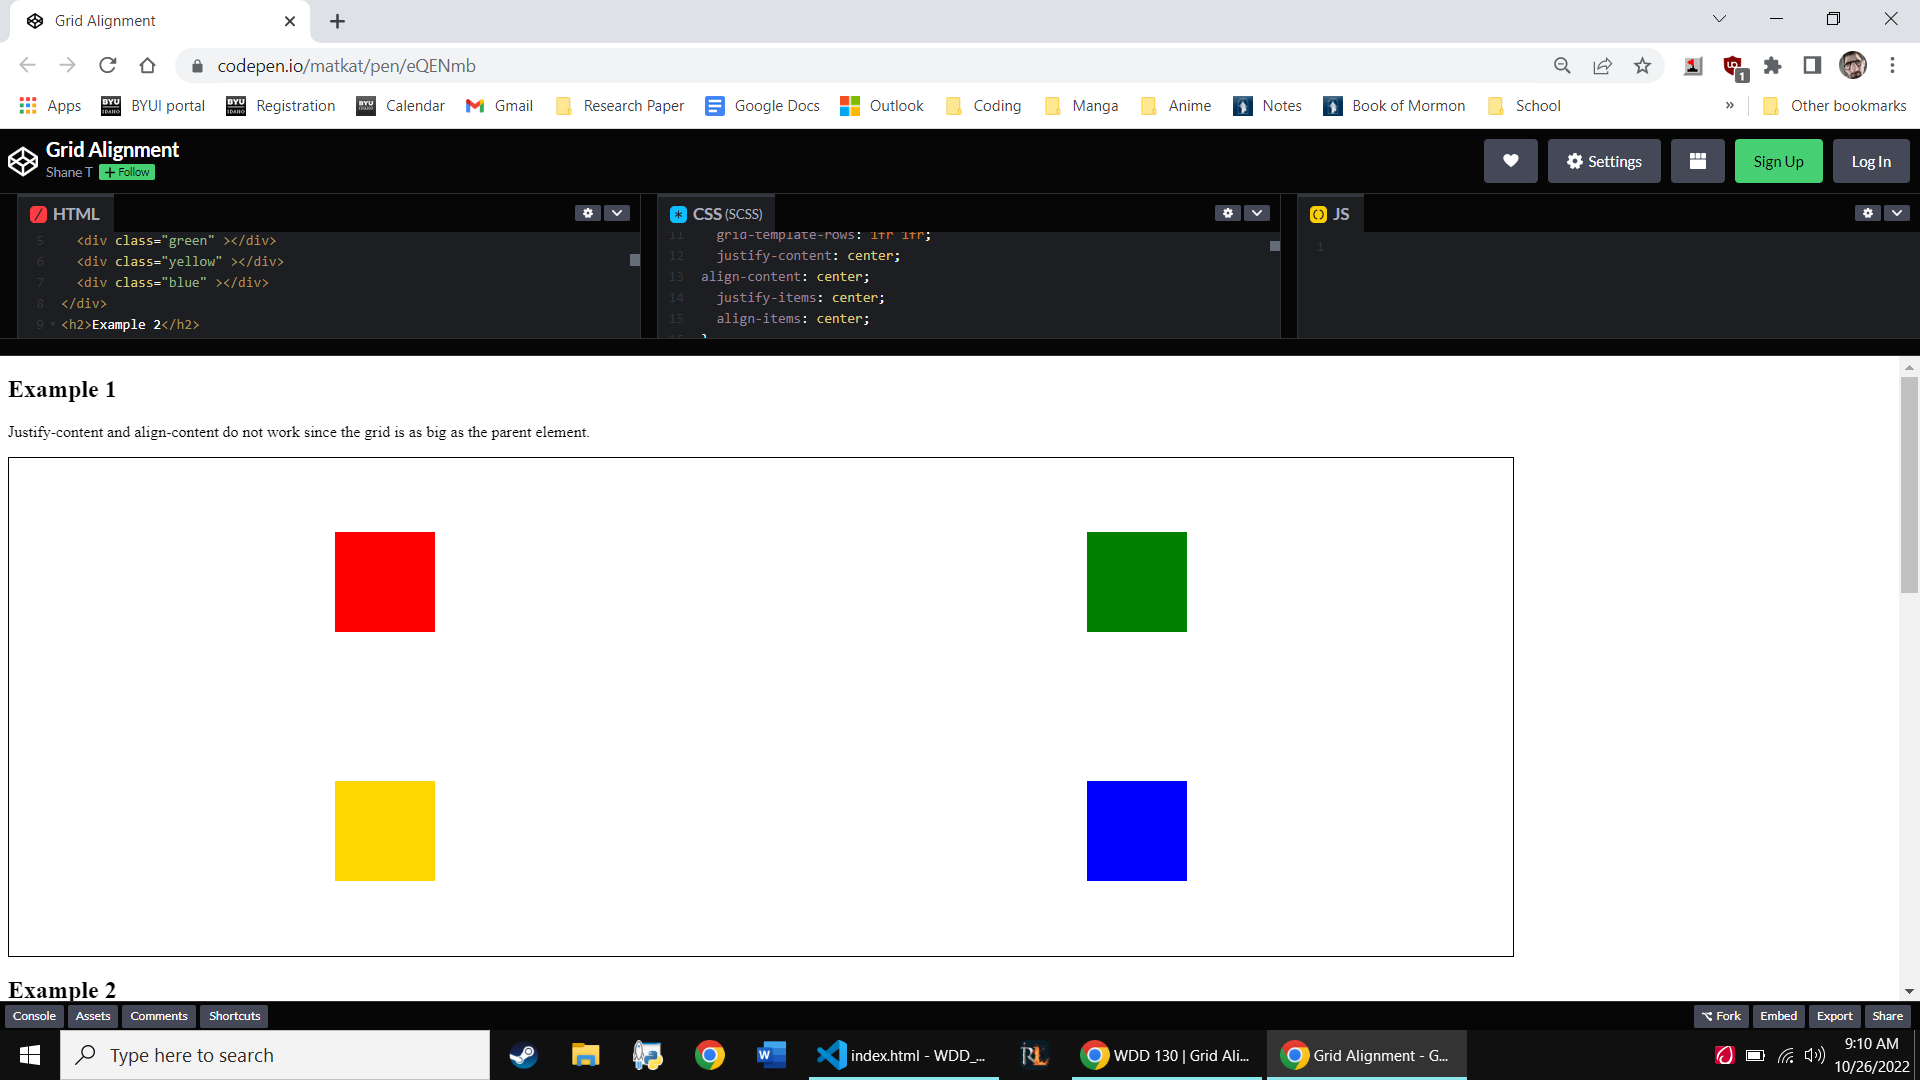 Grid Alignment
codepen.io/matkat/pen/eQENmb
1
Apps
BYUI portal
Registration
Calendar
Gmail
Research Paper
Google Docs
Outlook
Coding
Manga
Anime
Notes
Book of Mormon
School
»
Other bookmarks
Grid Alignment
Shane T
+ Follow
Settings
Sign Up
Log In
HTML
5 <div class="green" ></div>
6 <div class="yellow" ></div>
7 <div class="blue" ></div>
8 </div>
9 <h2>Example 2</h2>
CSS (SCSS)
11 grid-template-rows: 1fr 1fr;
12 justify-content: center;
13 align-content: center;
14 justify-items: center;
15 align-items: center;
16 }
JS
1
Example 1
Justify-content and align-content do not work since the grid is as big as the parent element.
Example 2
Console
Assets
Comments
Shortcuts
Fork
Embed
Export
Share
Type here to search
index.html - WDD_...
RL
WDD 130 | Grid Ali...
Grid Alignment - G...
9:10 AM
10/26/2022